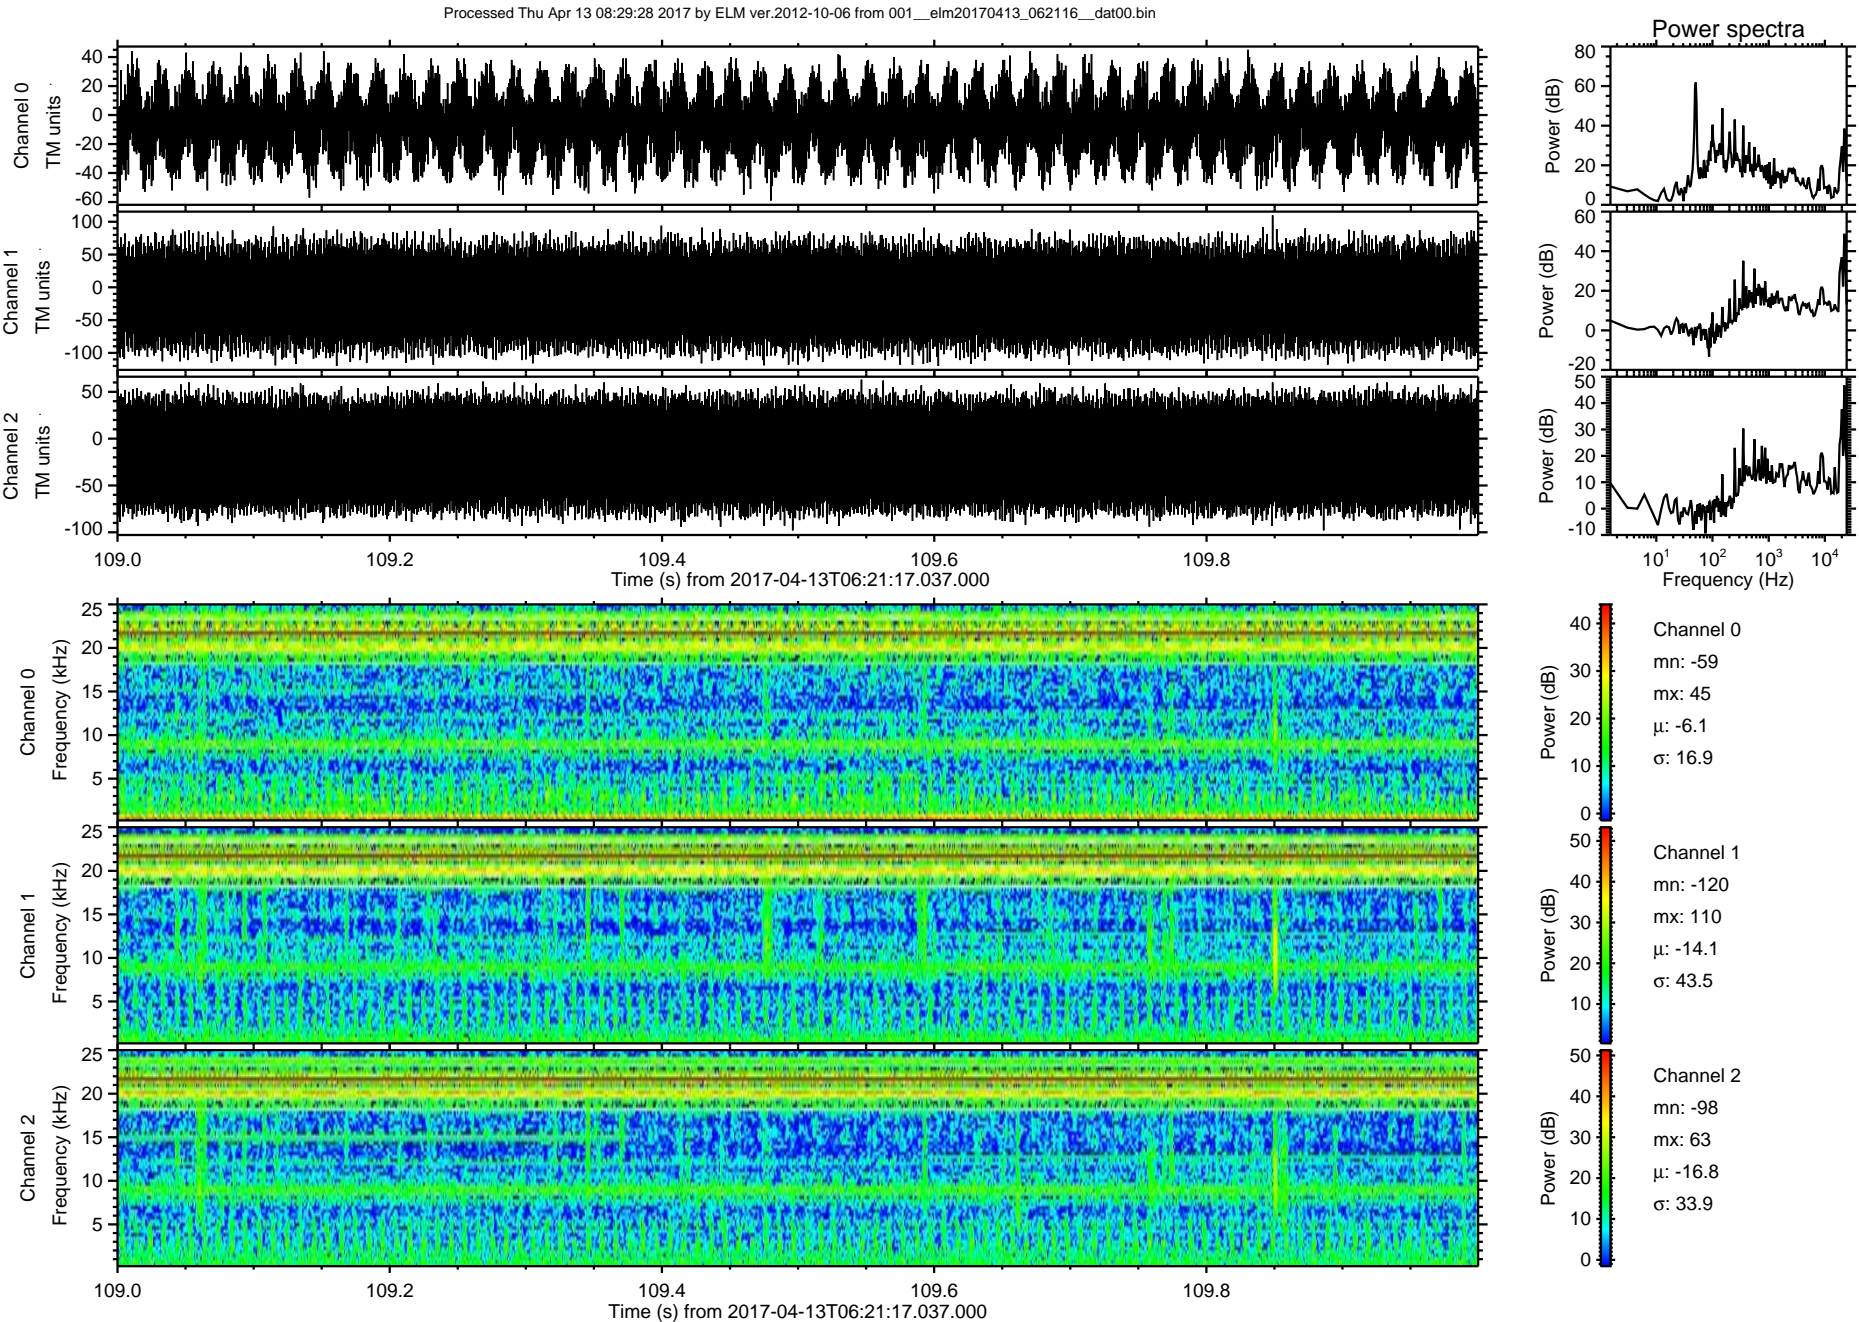 Processed Thu Apr 13 08:29:28 2017 by ELM ver.2012-10-06 from 001__elm20170413_062116__dat00.bin
Power spectra
Channel 0
TM units
40
20
0
-20
-40
-60
Power (dB)
80
60
40
20
0
Channel 1
TM units
100
50
0
-50
-100
Power (dB)
60
40
20
0
-20
Channel 2
TM units
50
0
-50
-100
Power (dB)
50
40
30
20
10
0
-10
109.0 109.2 109.4 109.6 109.8
Time (s) from 2017-04-13T06:21:17.037.000
10^1 10^2 10^3 10^4
Frequency (Hz)
Channel 0
Frequency (kHz)
25
20
15
10
5
Power (dB)
40
30
20
10
0
Channel 0
mn: -59
mx: 45
μ: -6.1
σ: 16.9
Channel 1
Frequency (kHz)
25
20
15
10
5
Power (dB)
50
40
30
20
10
Channel 1
mn: -120
mx: 110
μ: -14.1
σ: 43.5
Channel 2
Frequency (kHz)
25
20
15
10
5
Power (dB)
50
40
30
20
10
0
Channel 2
mn: -98
mx: 63
μ: -16.8
σ: 33.9
109.0 109.2 109.4 109.6 109.8
Time (s) from 2017-04-13T06:21:17.037.000